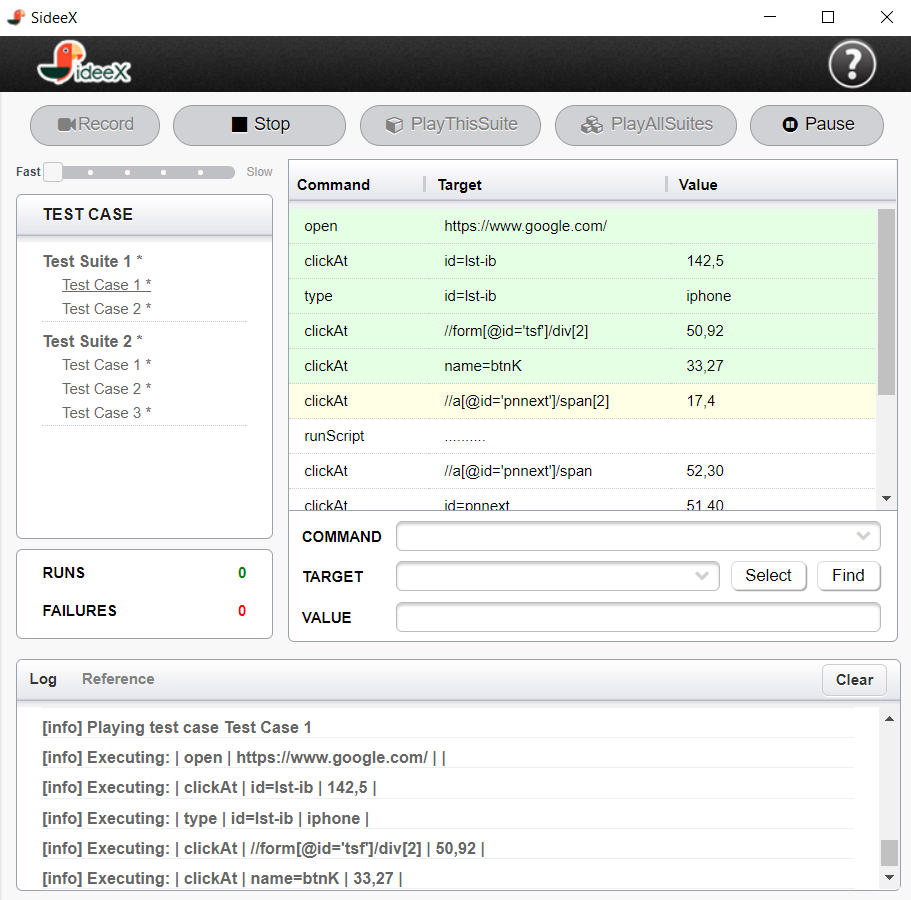 SideeX
SideeX
?
Record Stop PlayThisSuite PlayAllSuites Pause
Fast Slow
TEST CASE
Test Suite 1 *
Test Case 1 *
Test Case 2 *
Test Suite 2 *
Test Case 1 *
Test Case 2 *
Test Case 3 *
RUNS 0
FAILURES 0
Command Target Value
open https://www.google.com/
clickAt id=lst-ib 142,5
type id=lst-ib iphone
clickAt //form[@id='tsf']/div[2] 50,92
clickAt name=btnK 33,27
clickAt //a[@id='pnnext']/span[2] 17,4
runScript ..........
clickAt //a[@id='pnnext']/span 52,30
clickAt id=pnnext 51,40
COMMAND
TARGET Select Find
VALUE
Log Reference Clear
[info] Playing test case Test Case 1
[info] Executing: | open | https://www.google.com/ | |
[info] Executing: | clickAt | id=lst-ib | 142,5 |
[info] Executing: | type | id=lst-ib | iphone |
[info] Executing: | clickAt | //form[@id='tsf']/div[2] | 50,92 |
[info] Executing: | clickAt | name=btnK | 33,27 |